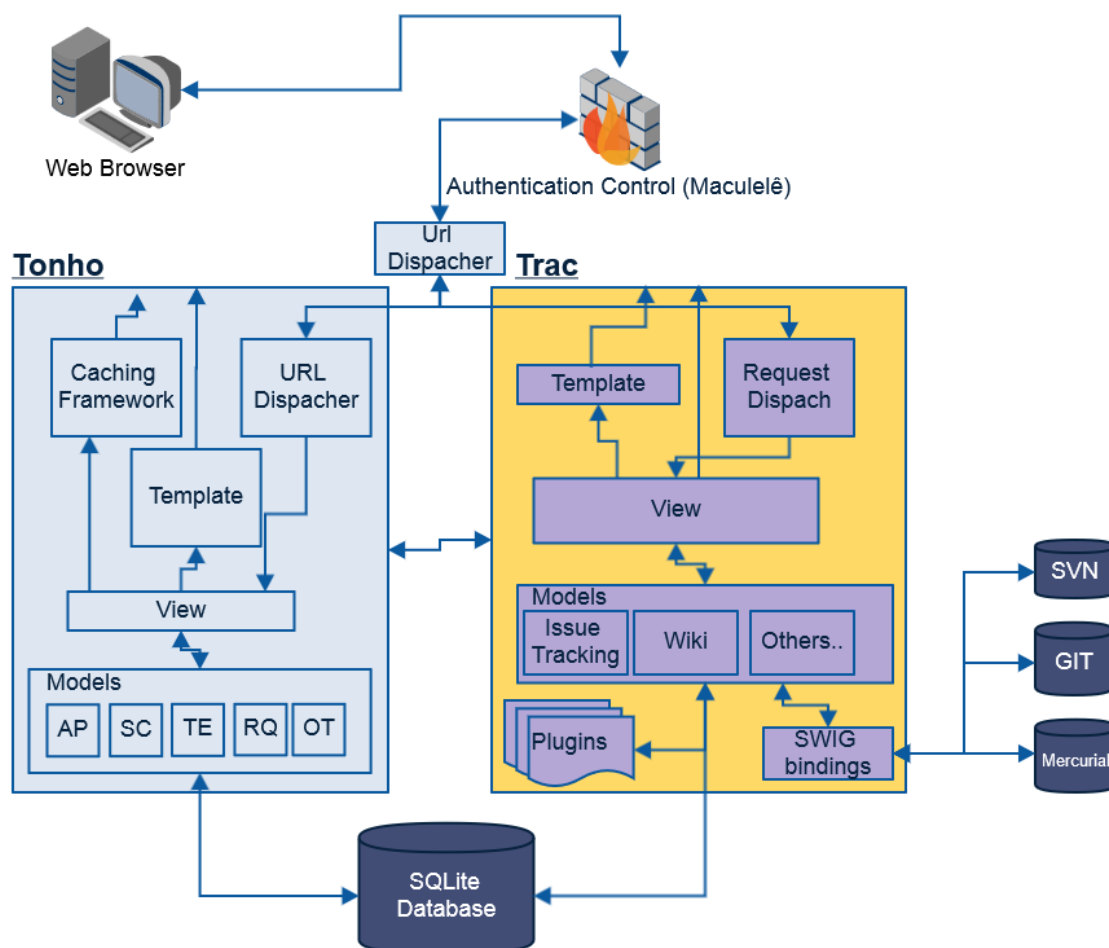 Web Browser
Authentication Control (Maculelê)
Url
Dispacher
Tonho
Trac
Caching
Framework
URL
Dispacher
Template
View
Models
AP
SC
TE
RQ
OT
Template
Request
Dispach
View
Models
Issue
Tracking
Wiki
Others..
Plugins
SWIG
bindings
SVN
GIT
Mercurial
SQLite
Database